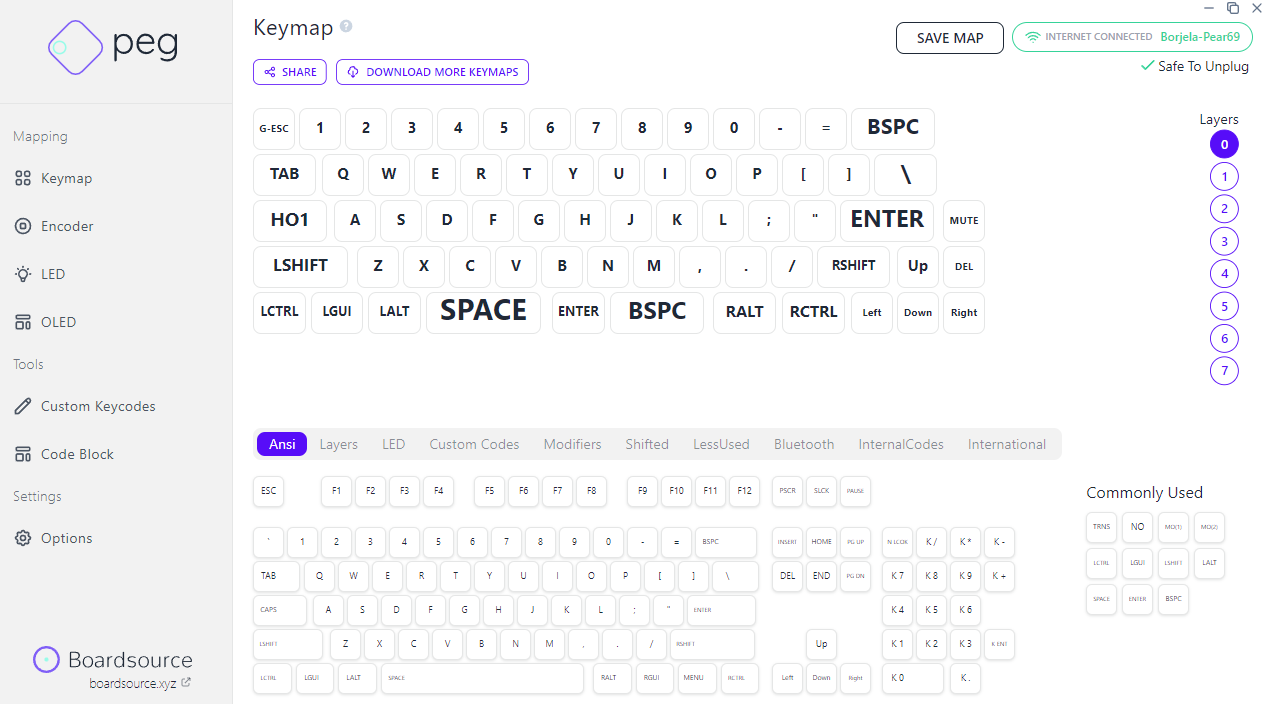 peg
Mapping
Keymap
Encoder
LED
OLED
Tools
Custom Keycodes
Code Block
Settings
Options
Boardsource
boardsource.xyz
Keymap ?
SAVE MAP
INTERNET CONNECTED Borjela-Pear69
Safe To Unplug
SHARE
DOWNLOAD MORE KEYMAPS
G-ESC 1 2 3 4 5 6 7 8 9 0 - = BSPC
TAB Q W E R T Y U I O P [ ] \
HO1 A S D F G H J K L ; " ENTER MUTE
LSHIFT Z X C V B N M , . / RSHIFT Up DEL
LCTRL LGUI LALT SPACE ENTER BSPC RALT RCTRL Left Down Right
Layers
0
1
2
3
4
5
6
7
Ansi Layers LED Custom Codes Modifiers Shifted LessUsed Bluetooth InternalCodes International
ESC F1 F2 F3 F4 F5 F6 F7 F8 F9 F10 F11 F12 PSCR SLCK PAUSE
` 1 2 3 4 5 6 7 8 9 0 - = BSPC INSERT HOME PG UP N LCOK K / K * K -
TAB Q W E R T Y U I O P [ ] \ DEL END PG DN K 7 K 8 K 9 K +
CAPS A S D F G H J K L ; " ENTER K 4 K 5 K 6
LSHIFT Z X C V B N M , . / RSHIFT Up K 1 K 2 K 3 K ENT
LCTRL LGUI LALT SPACE RALT RGUI MENU RCTRL Left Down Right K 0 K .
Commonly Used
TRNS NO MO(1) MO(2)
LCTRL LGUI LSHIFT LALT
SPACE ENTER BSPC